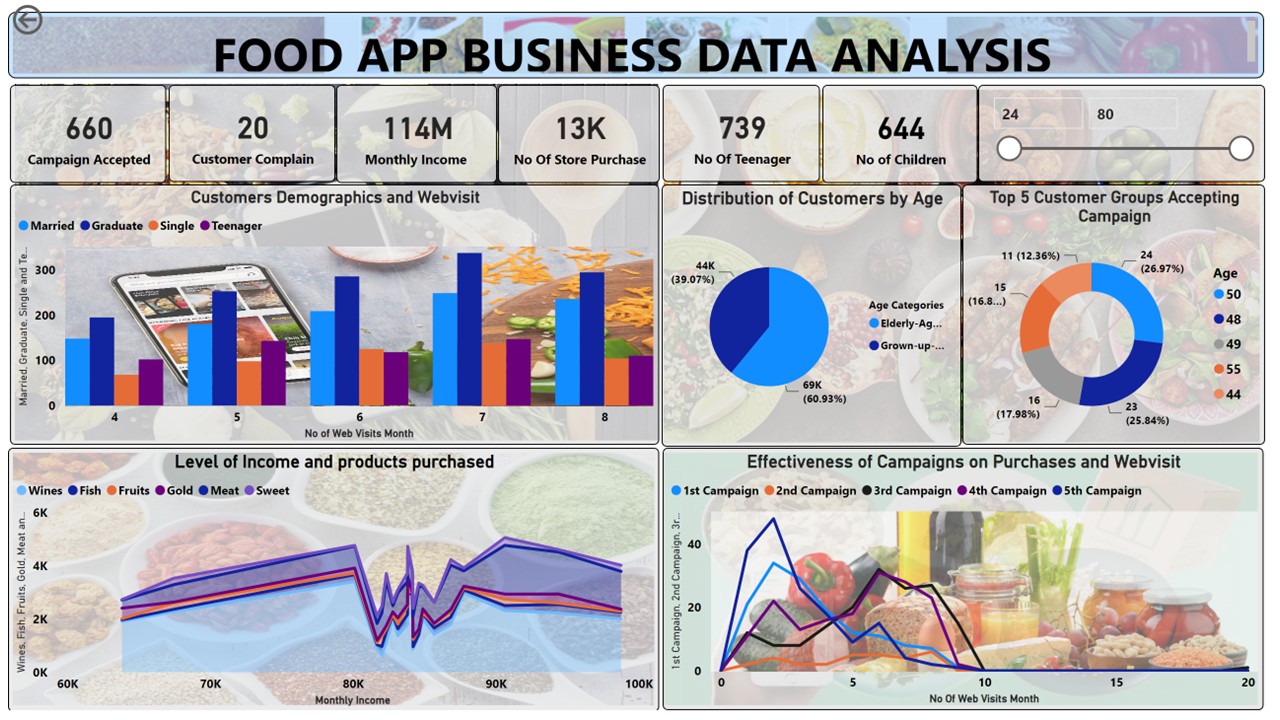 FOOD APP BUSINESS DATA ANALYSIS
660
Campaign Accepted
20
Customer Complain
114M
Monthly Income
13K
No Of Store Purchase
739
No Of Teenager
644
No of Children
24 80
Customers Demographics and Webvisit
Married Graduate Single Teenager
Married, Graduate, Single and Te...
300
200
100
0
4 5 6 7 8
No of Web Visits Month
Distribution of Customers by Age
44K
(39.07%)
69K
(60.93%)
Age Categories
Elderly-Ag...
Grown-up-...
Top 5 Customer Groups Accepting
Campaign
11 (12.36%)
24
(26.97%)
15
(16.8...)
16
(17.98%)
23
(25.84%)
Age
50
48
49
55
44
Level of Income and products purchased
Wines Fish Fruits Gold Meat Sweet
Wines, Fish, Fruits, Gold, Meat an...
6K
4K
2K
0K
60K 70K 80K 90K 100K
Monthly Income
Effectiveness of Campaigns on Purchases and Webvisit
1st Campaign 2nd Campaign 3rd Campaign 4th Campaign 5th Campaign
1st Campaign, 2nd Campaign, 3r...
40
20
0
0 5 10 15 20
No Of Web Visits Month